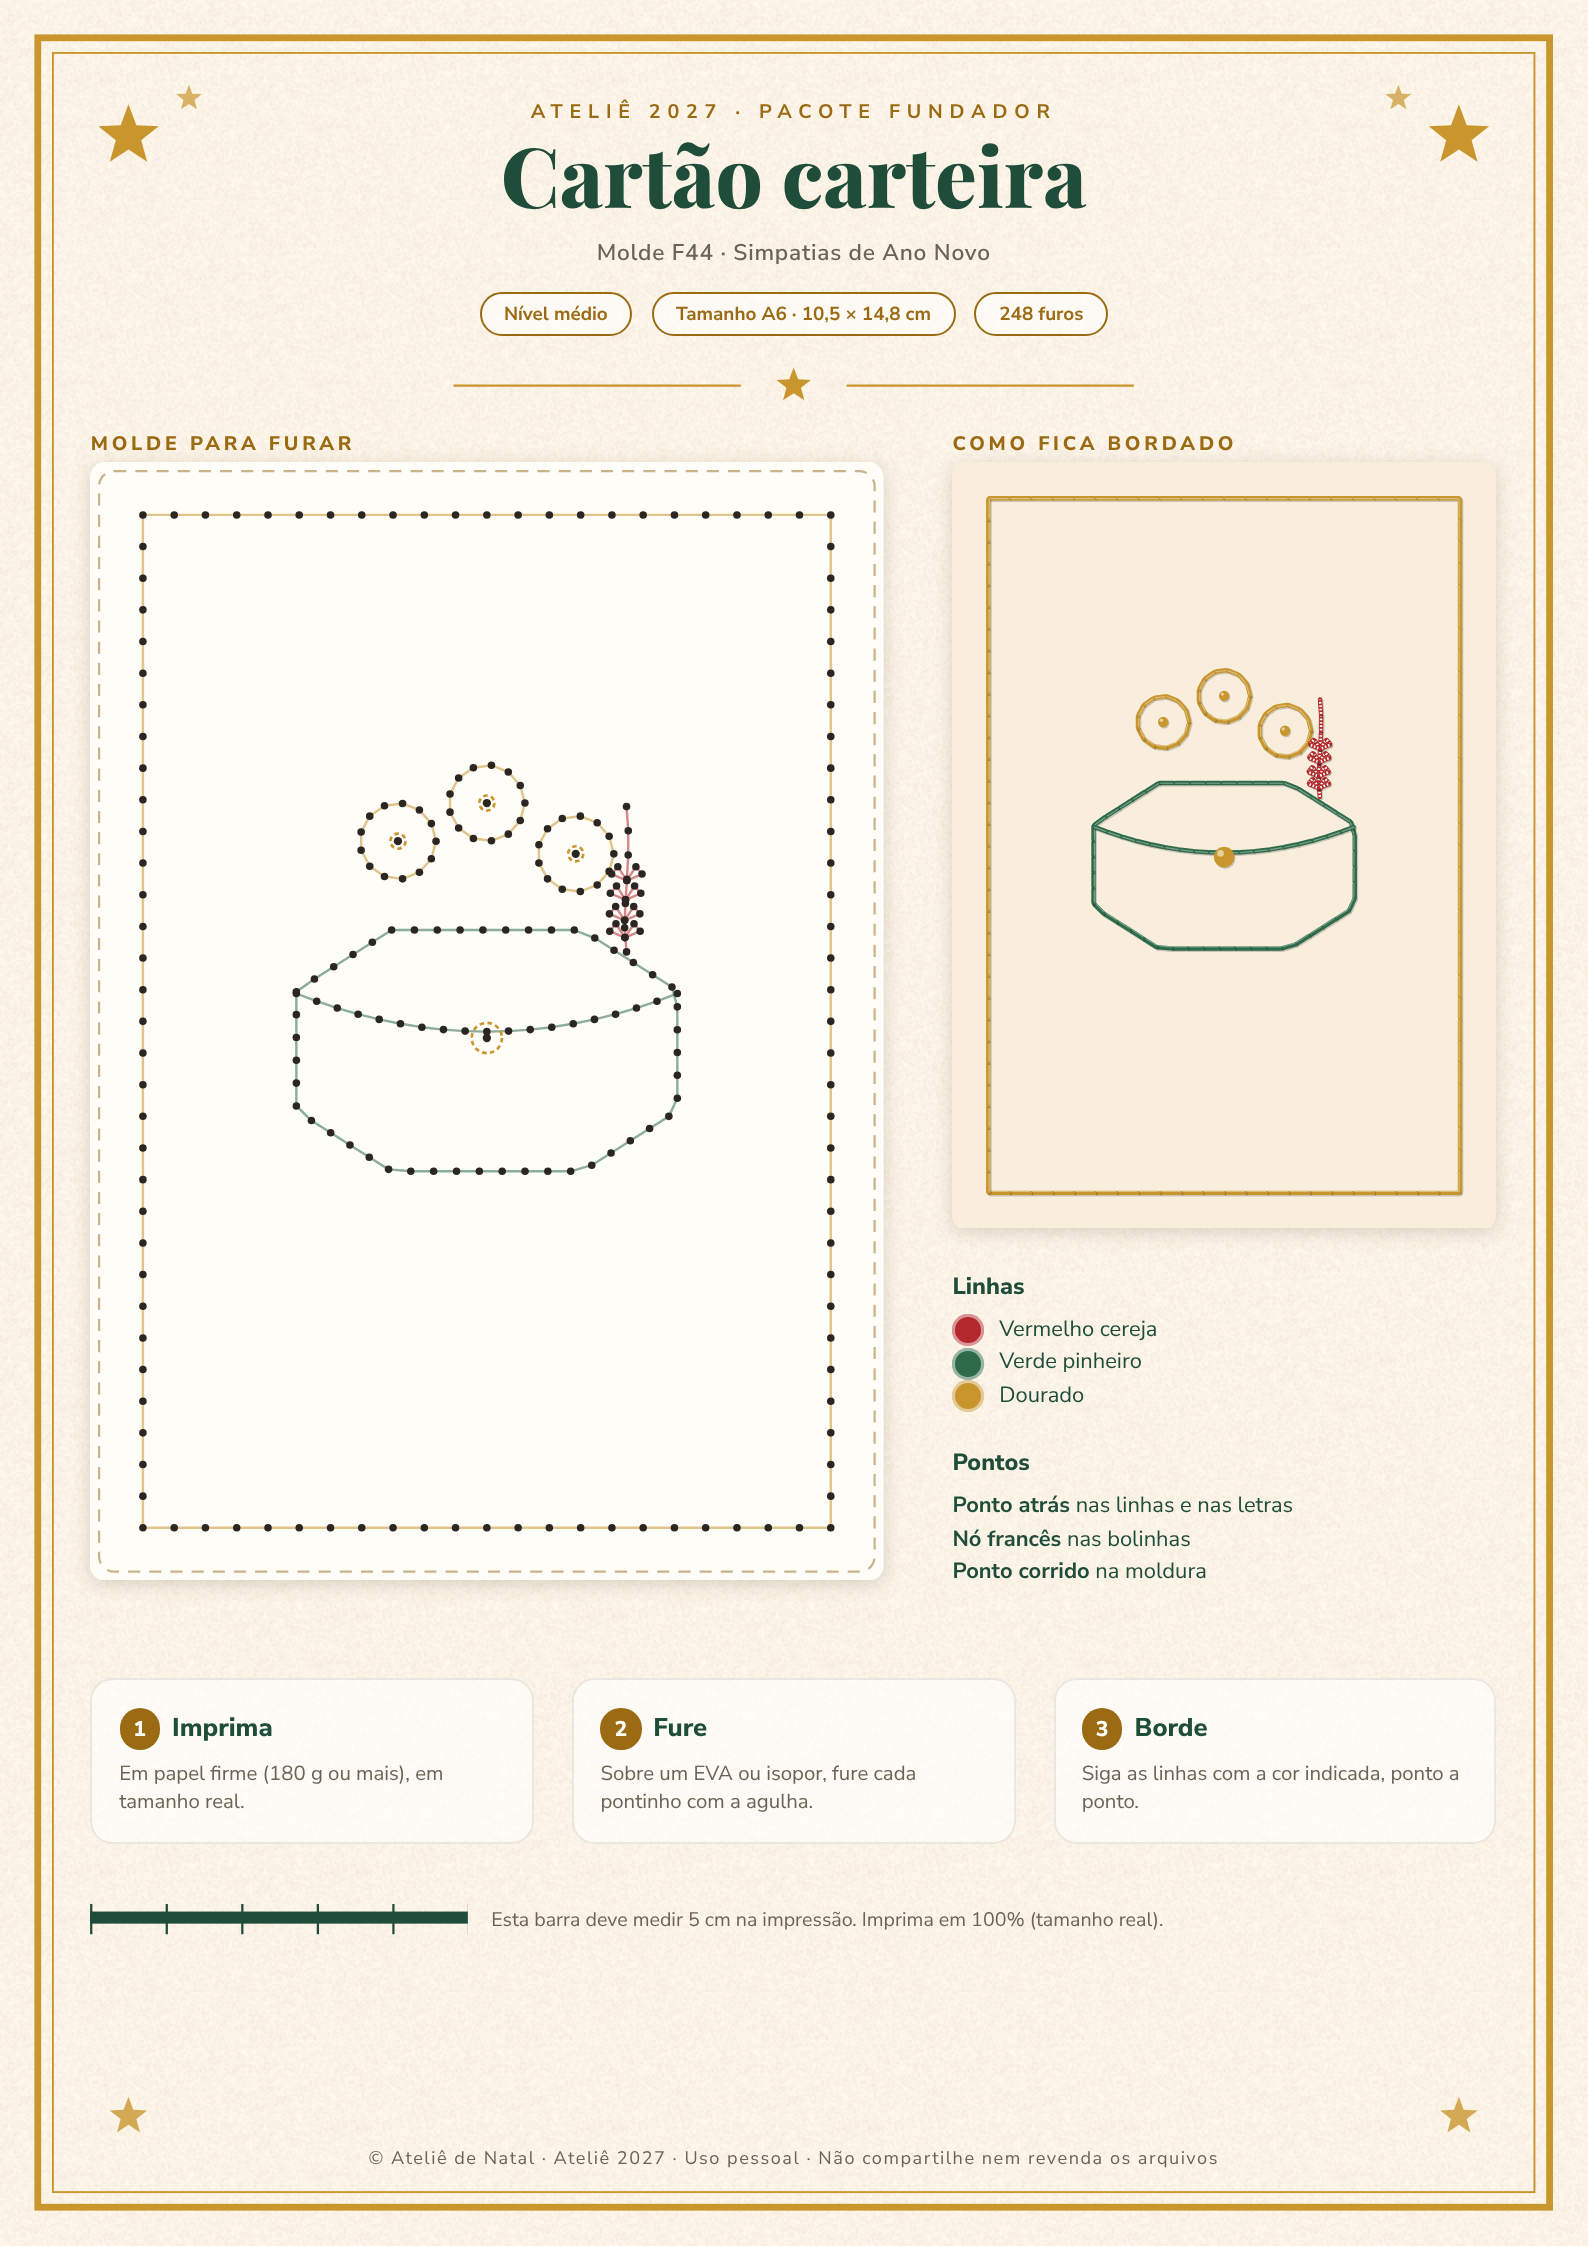 ATELIÊ 2027 · PACOTE FUNDADOR
Cartão carteira
Molde F44 · Simpatias de Ano Novo
Nível médio
Tamanho A6 · 10,5 × 14,8 cm
248 furos
MOLDE PARA FURAR
COMO FICA BORDADO
Linhas
Vermelho cereja
Verde pinheiro
Dourado
Pontos
Ponto atrás nas linhas e nas letras
Nó francês nas bolinhas
Ponto corrido na moldura
1 Imprima
Em papel firme (180 g ou mais), em
tamanho real.
2 Fure
Sobre um EVA ou isopor, fure cada
pontinho com a agulha.
3 Borde
Siga as linhas com a cor indicada, ponto a
ponto.
Esta barra deve medir 5 cm na impressão. Imprima em 100% (tamanho real).
© Ateliê de Natal · Ateliê 2027 · Uso pessoal · Não compartilhe nem revenda os arquivos